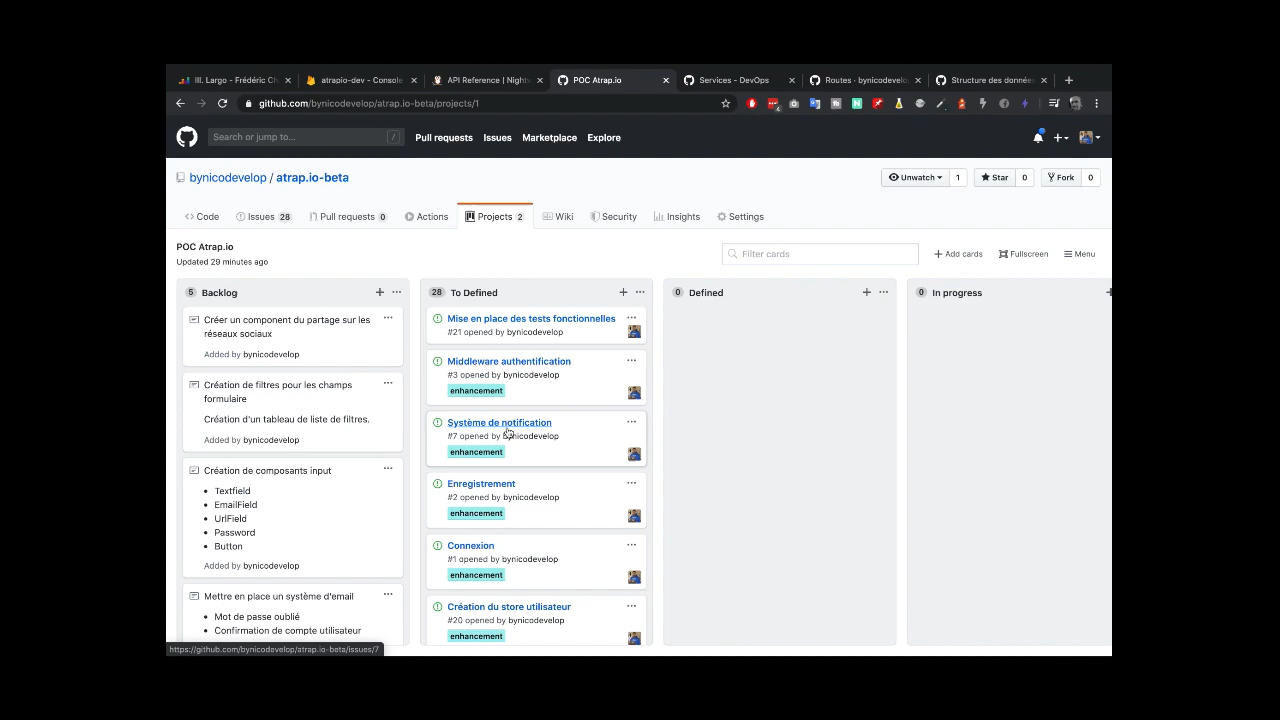 III. Largo - Frédéric Ch
atrapio-dev - Console
API Reference | Nights
POC Atrap.io
Services - DevOps
Routes · bynicodevelo
Structure des donnée
github.com/bynicodevelop/atrap.io-beta/projects/1
Search or jump to... /
Pull requests Issues Marketplace Explore
bynicodevelop / atrap.io-beta
Unwatch 1 Star 0 Fork 0
Code Issues 28 Pull requests 0 Actions Projects 2 Wiki Security Insights Settings
POC Atrap.io
Updated 29 minutes ago
Filter cards
Add cards Fullscreen Menu
5 Backlog
Créer un component du partage sur les
réseaux sociaux
Added by bynicodevelop
Création de filtres pour les champs
formulaire
Création d'un tableau de liste de filtres.
Added by bynicodevelop
Création de composants input
Textfield
EmailField
UrlField
Password
Button
Added by bynicodevelop
Mettre en place un système d'email
Mot de passe oublié
Confirmation de compte utilisateur
28 To Defined
Mise en place des tests fonctionnelles
#21 opened by bynicodevelop
Middleware authentification
#3 opened by bynicodevelop
enhancement
Système de notification
#7 opened by bynicodevelop
enhancement
Enregistrement
#2 opened by bynicodevelop
enhancement
Connexion
#1 opened by bynicodevelop
enhancement
Création du store utilisateur
#20 opened by bynicodevelop
enhancement
0 Defined
0 In progress
https://github.com/bynicodevelop/atrap.io-beta/issues/7